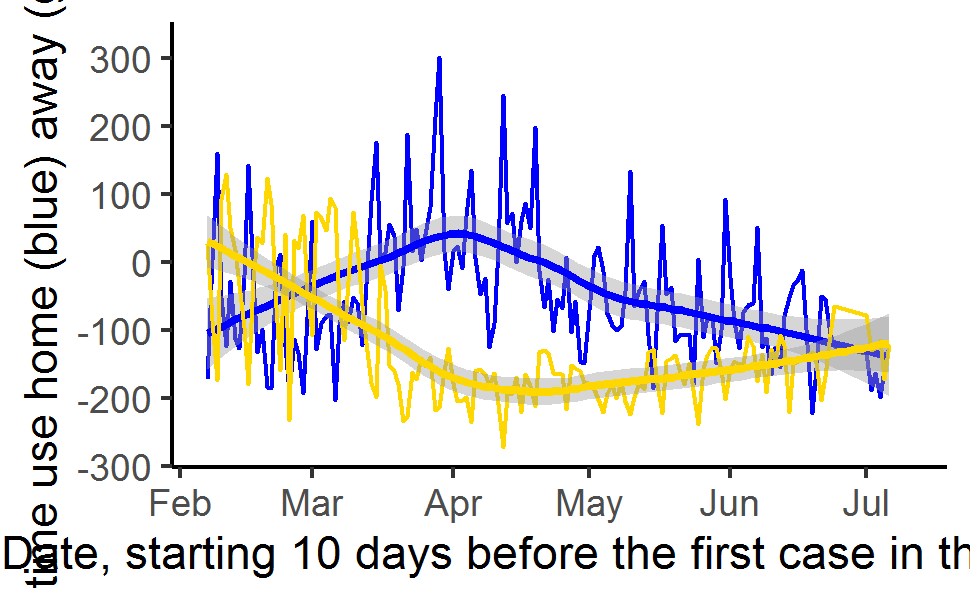 time use home (blue) away (
300
200
100
0
-100
-200
-300
Feb Mar Apr May Jun Jul
Date, starting 10 days before the first case in th